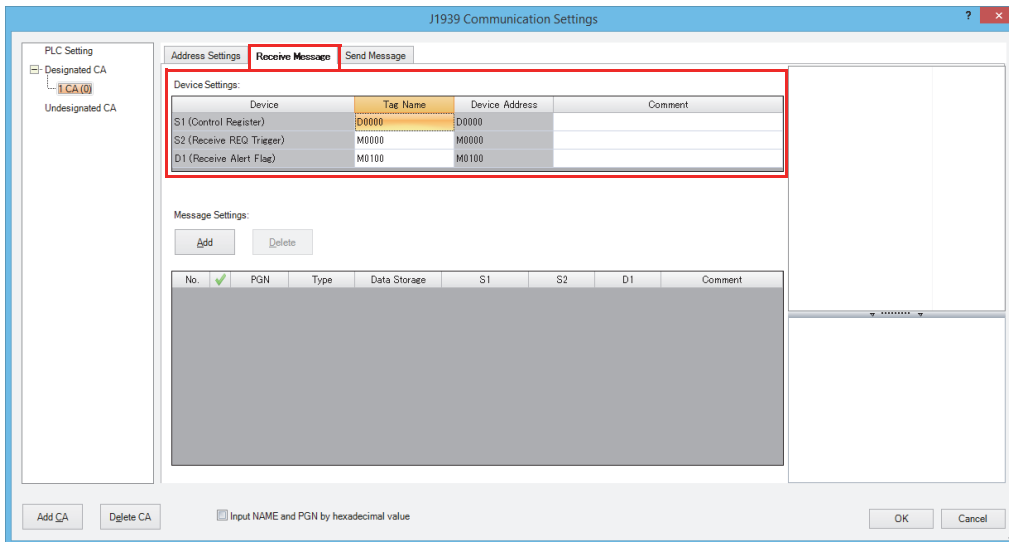 J1939 Communication Settings
? ×
PLC Setting
Designated CA
1 CA (0)
Undesignated CA
Address Settings Receive Message Send Message
Device Settings:
Device Tag Name Device Address Comment
S1 (Control Register) D0000 D0000
S2 (Receive REQ Trigger) M0000 M0000
D1 (Receive Alert Flag) M0100 M0100
Message Settings:
Add Delete
No. PGN Type Data Storage S1 S2 D1 Comment
Add CA Delete CA Input NAME and PGN by hexadecimal value OK Cancel